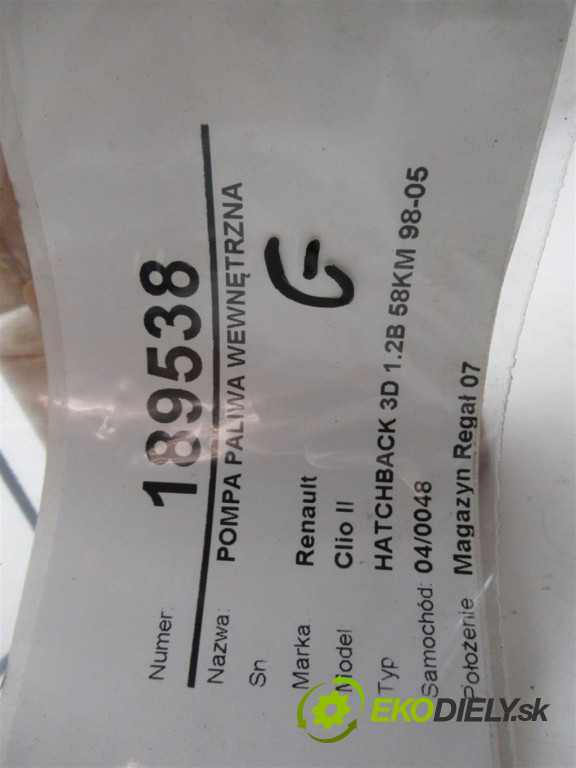 Numer: 189538
Nazwa: POMPA PALIWA WEWNĘTRZNA
Sn
Marka Renault
Model Clio II
Typ HATCHBACK 3D 1.2B 58KM 98-05
Samochód: 04/0048
Położenie Magazyn Regał 07
EKODIELY.sk